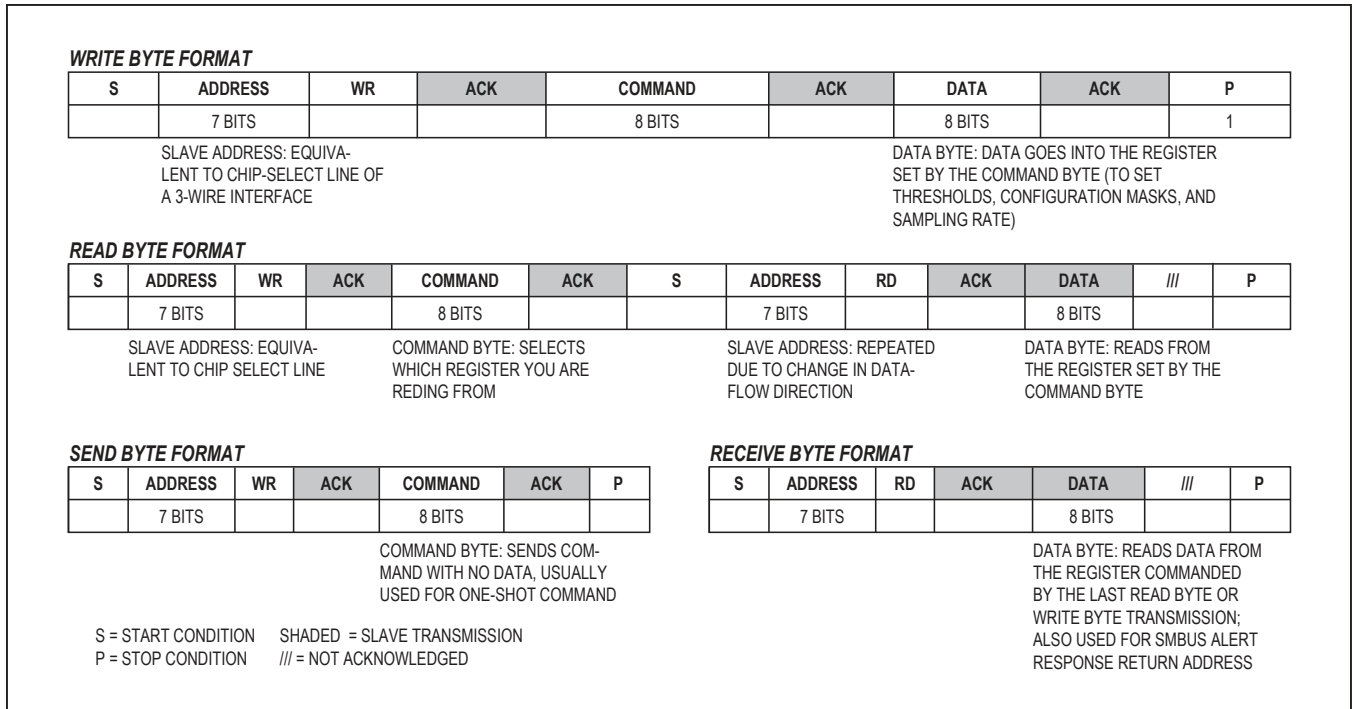 WRITE BYTE FORMAT
S ADDRESS WR ACK COMMAND ACK DATA ACK P
7 BITS 8 BITS 8 BITS 1
SLAVE ADDRESS: EQUIVA-
LENT TO CHIP-SELECT LINE OF
A 3-WIRE INTERFACE
DATA BYTE: DATA GOES INTO THE REGISTER
SET BY THE COMMAND BYTE (TO SET
THRESHOLDS, CONFIGURATION MASKS, AND
SAMPLING RATE)
READ BYTE FORMAT
S ADDRESS WR ACK COMMAND ACK S ADDRESS RD ACK DATA /// P
7 BITS 8 BITS 7 BITS 8 BITS
SLAVE ADDRESS: EQUIVA-
LENT TO CHIP SELECT LINE
COMMAND BYTE: SELECTS
WHICH REGISTER YOU ARE
REDING FROM
SLAVE ADDRESS: REPEATED
DUE TO CHANGE IN DATA-
FLOW DIRECTION
DATA BYTE: READS FROM
THE REGISTER SET BY THE
COMMAND BYTE
SEND BYTE FORMAT
S ADDRESS WR ACK COMMAND ACK P
7 BITS 8 BITS
COMMAND BYTE: SENDS COM-
MAND WITH NO DATA, USUALLY
USED FOR ONE-SHOT COMMAND
RECEIVE BYTE FORMAT
S ADDRESS RD ACK DATA /// P
7 BITS 8 BITS
DATA BYTE: READS DATA FROM
THE REGISTER COMMANDED
BY THE LAST READ BYTE OR
WRITE BYTE TRANSMISSION;
ALSO USED FOR SMBUS ALERT
RESPONSE RETURN ADDRESS
S = START CONDITION SHADED = SLAVE TRANSMISSION
P = STOP CONDITION /// = NOT ACKNOWLEDGED